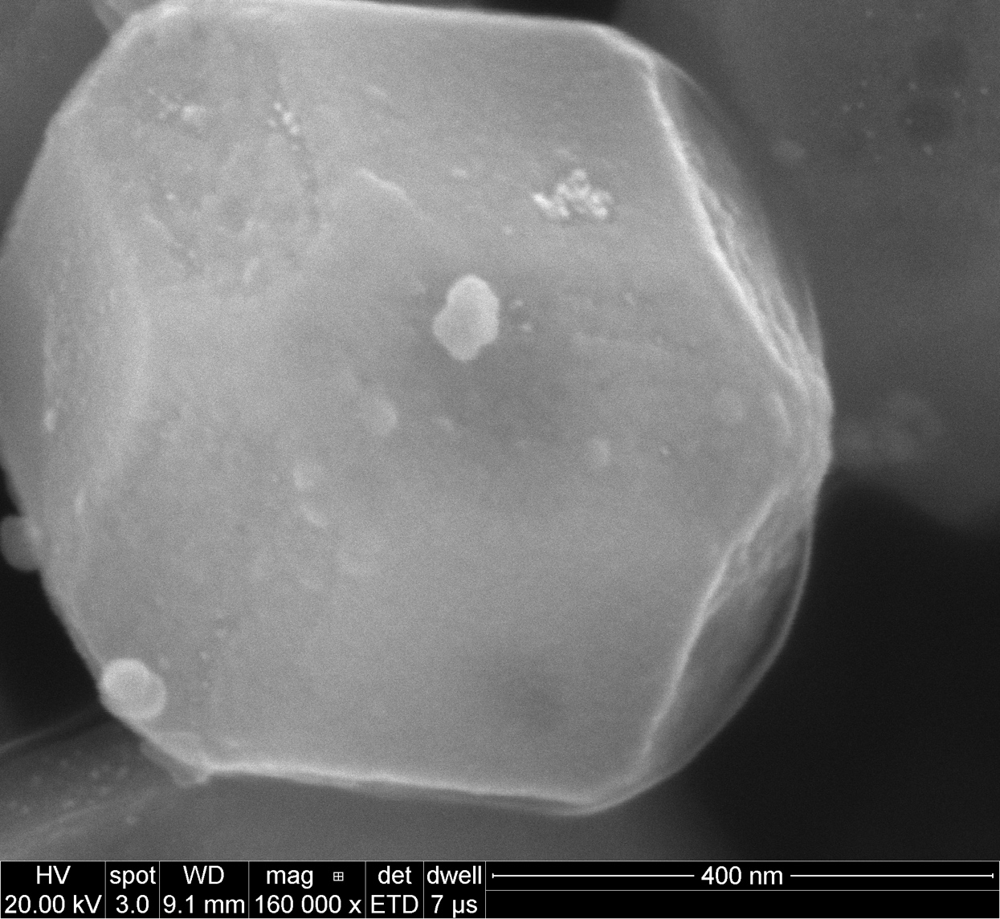 HV spot WD mag ⊞ det dwell 400 nm
20.00 kV 3.0 9.1 mm 160 000 x ETD 7 µs